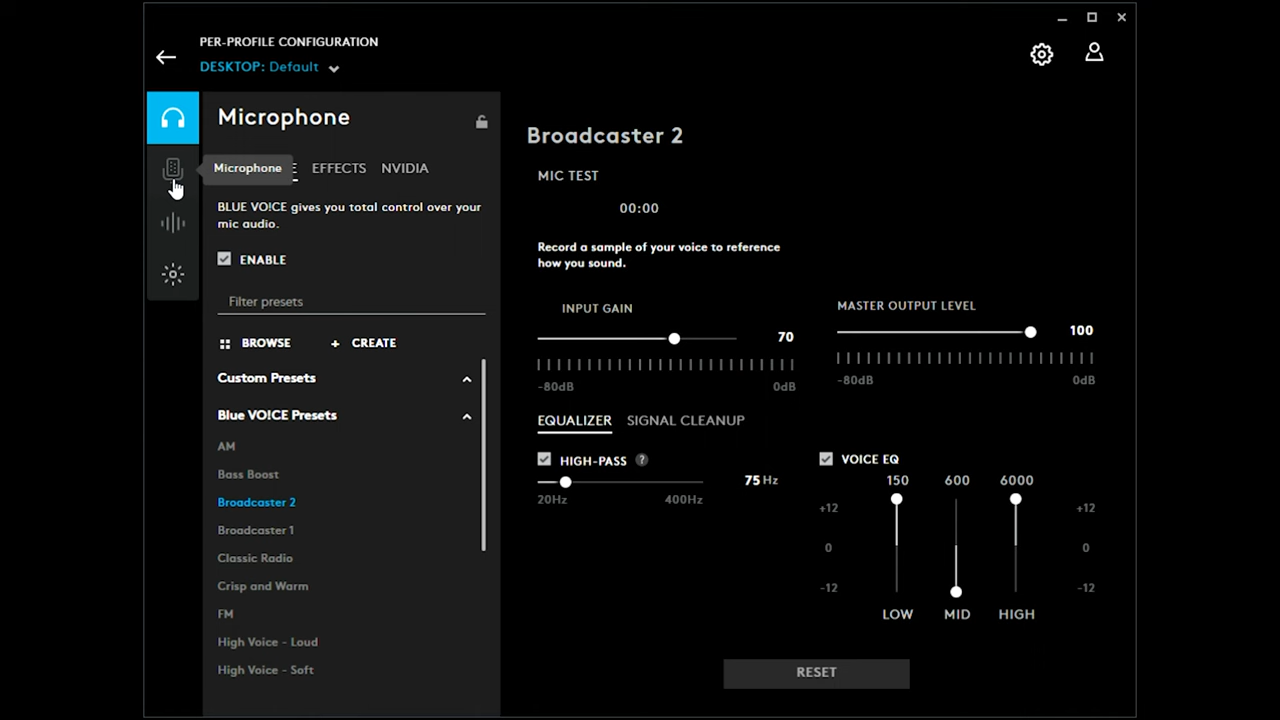 PER-PROFILE CONFIGURATION
DESKTOP: Default
Microphone
Microphone
EFFECTS
NVIDIA
BLUE VO!CE gives you total control over your
mic audio.
ENABLE
Filter presets
BROWSE
+ CREATE
Custom Presets
Blue VO!CE Presets
AM
Bass Boost
Broadcaster 2
Broadcaster 1
Classic Radio
Crisp and Warm
FM
High Voice - Loud
High Voice - Soft
Broadcaster 2
MIC TEST
00:00
Record a sample of your voice to reference
how you sound.
INPUT GAIN
70
-80dB
0dB
MASTER OUTPUT LEVEL
100
-80dB
0dB
EQUALIZER
SIGNAL CLEANUP
HIGH-PASS ?
75 Hz
20Hz
400Hz
VOICE EQ
150 600 6000
+12 +12
0 0
-12 -12
LOW MID HIGH
RESET